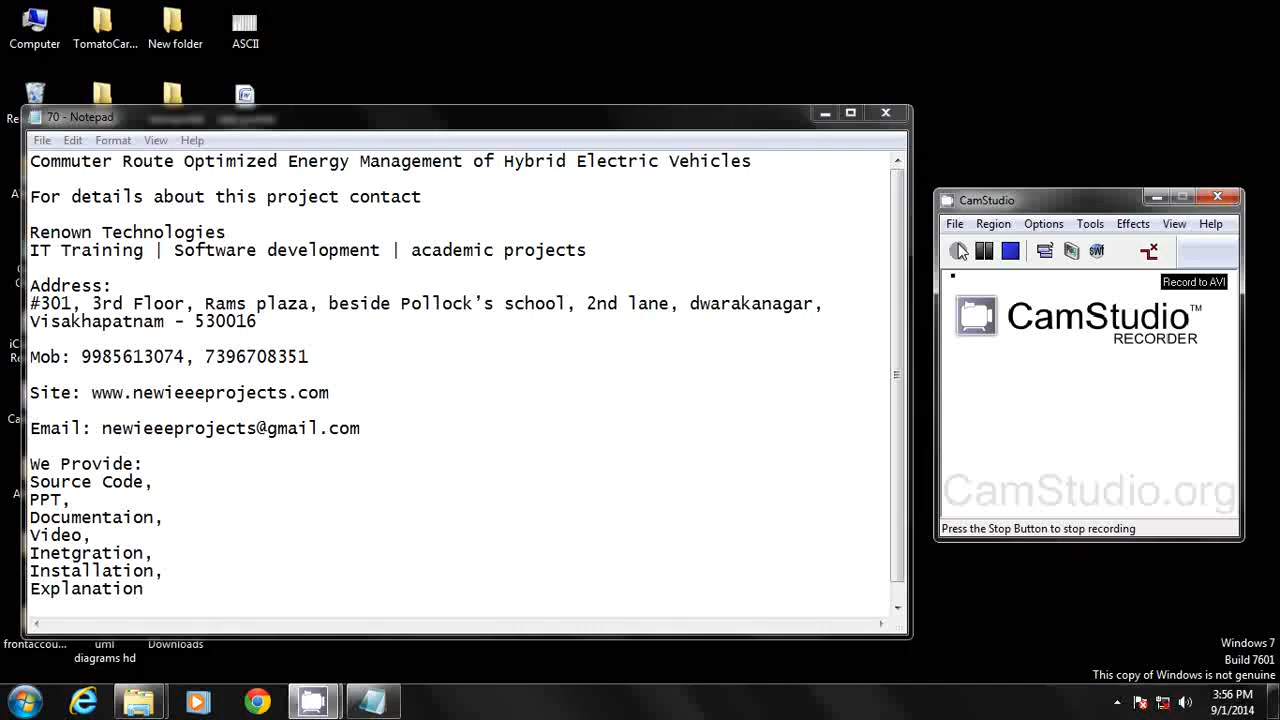 Computer
TomatoCar...
New folder
ASCII
70 - Notepad
File Edit Format View Help
Commuter Route Optimized Energy Management of Hybrid Electric Vehicles
For details about this project contact
Renown Technologies
IT Training | Software development | academic projects
Address:
#301, 3rd Floor, Rams plaza, beside Pollock’s school, 2nd lane, dwarakanagar,
Visakhapatnam - 530016
Mob: 9985613074, 7396708351
Site: www.newieeeprojects.com
Email: newieeeprojects@gmail.com
We Provide:
Source Code,
PPT,
Documentaion,
Video,
Inetgration,
Installation,
Explanation
CamStudio
File Region Options Tools Effects View Help
Record to AVI
CamStudio™
RECORDER
CamStudio.org
Press the Stop Button to stop recording
frontaccou...
uml
diagrams hd
Downloads
Windows 7
Build 7601
This copy of Windows is not genuine
3:56 PM
9/1/2014